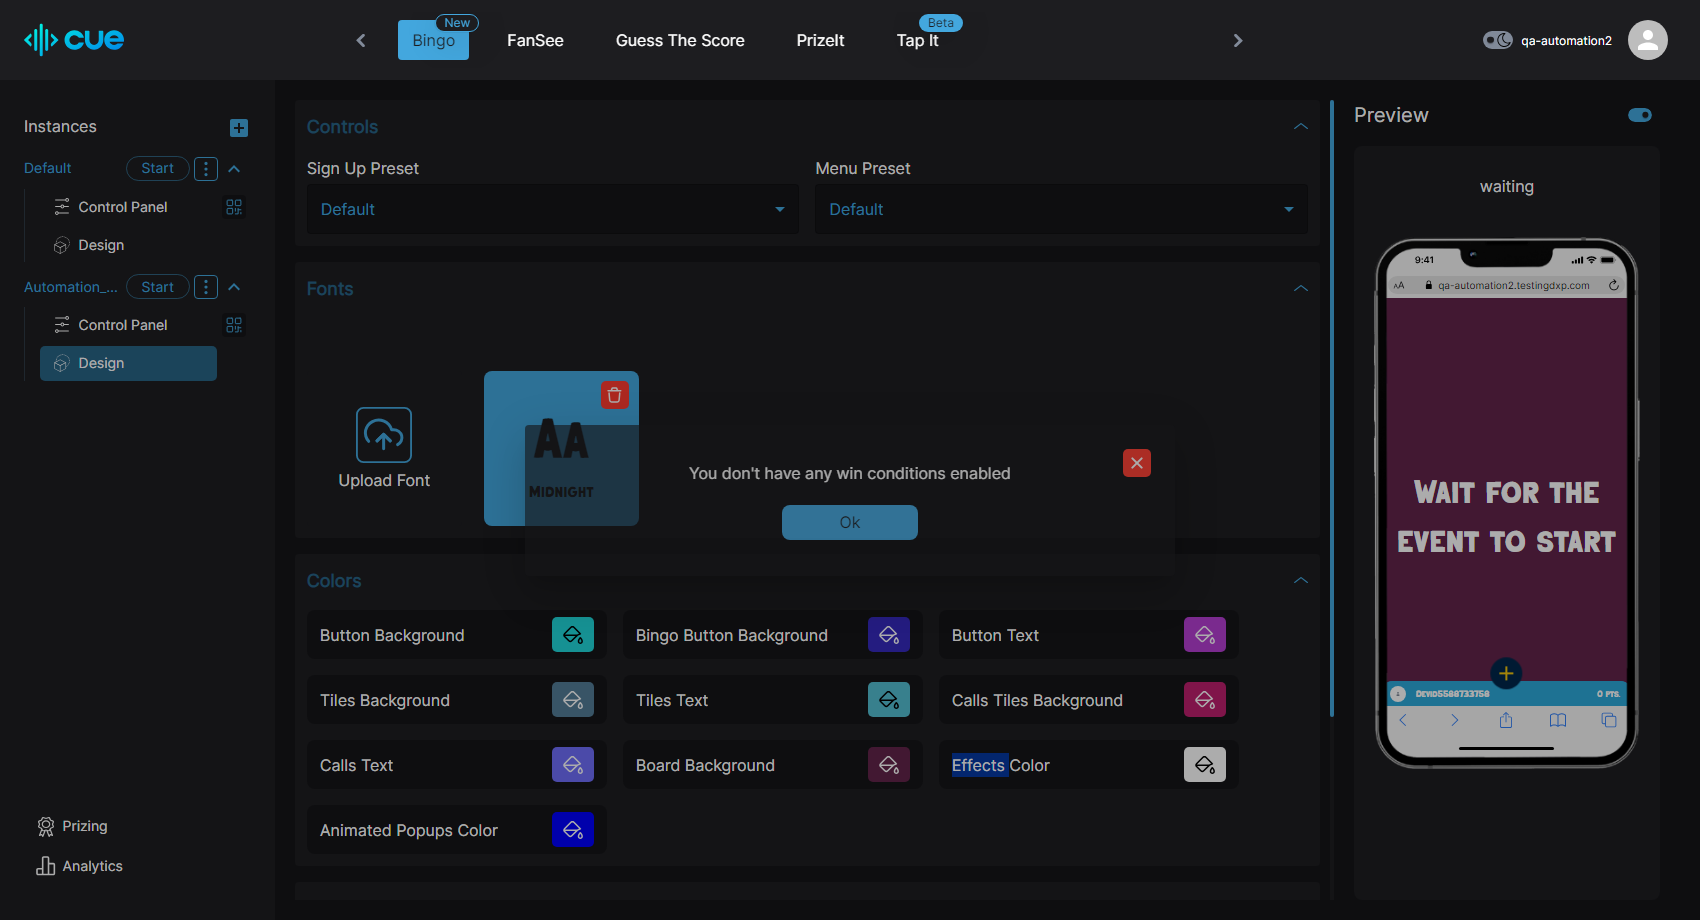 cue
New
Bingo
FanSee
Guess The Score
PrizeIt
Beta
Tap It
qa-automation2
Instances
Default
Start
Control Panel
Design
Automation_...
Start
Control Panel
Design
Prizing
Analytics
Controls
Sign Up Preset
Menu Preset
Default
Default
Fonts
Upload Font
AA
Midnight
You don't have any win conditions enabled
Ok
Colors
Button Background
Bingo Button Background
Button Text
Tiles Background
Tiles Text
Calls Tiles Background
Calls Text
Board Background
Effects Color
Animated Popups Color
Preview
waiting
9:41
AA
qa-automation2.testingdxp.com
Wait for the
event to start
Devid5588733758
0 pts.